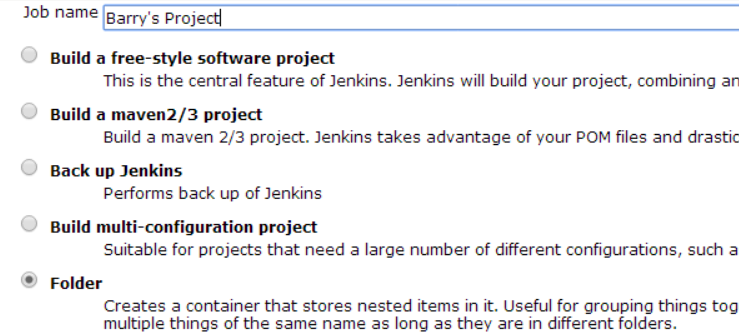 Job name Barry's Project
Build a free-style software project
This is the central feature of Jenkins. Jenkins will build your project, combining an
Build a maven2/3 project
Build a maven 2/3 project. Jenkins takes advantage of your POM files and drastic
Back up Jenkins
Performs back up of Jenkins
Build multi-configuration project
Suitable for projects that need a large number of different configurations, such a
Folder
Creates a container that stores nested items in it. Useful for grouping things tog
multiple things of the same name as long as they are in different folders.